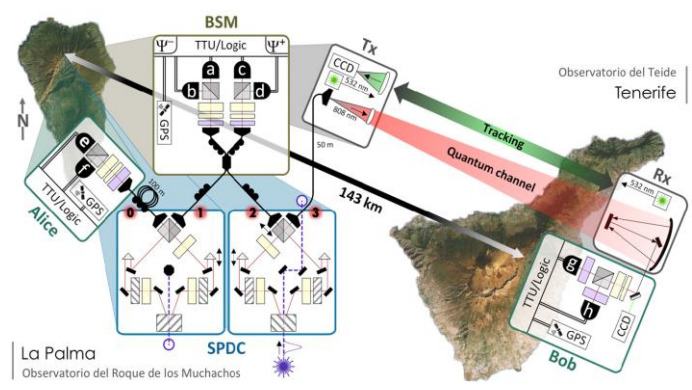 BSM
Ψ⁻
TTU/Logic
Ψ⁺
a
c
b
d
GPS
Tx
CCD
532 nm
808 nm
50 m
Observatorio del Teide
Tenerife
N
Tracking
Quantum channel
143 km
Rx
532 nm
e
f
GPS
TTU/Logic
Alice
100 m
0
1
2
3
SPDC
TTU/Logic
g
h
GPS
CCD
Bob
La Palma
Observatorio del Roque de los Muchachos